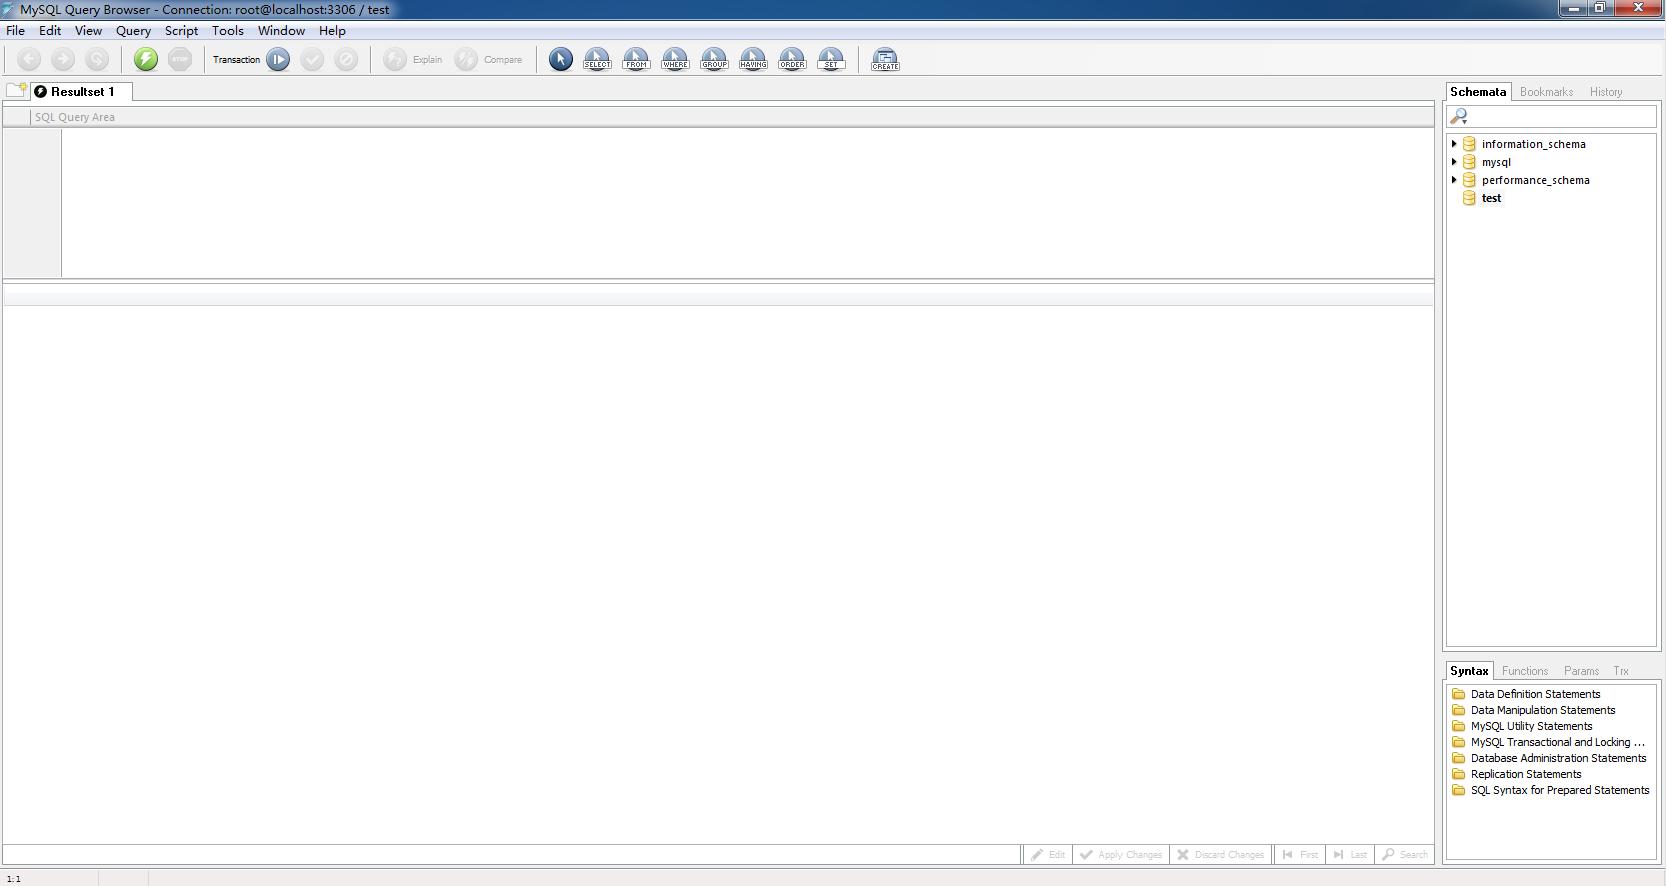 MySQL Query Browser - Connection: root@localhost:3306 / test
File Edit View Query Script Tools Window Help
STOP Transaction Explain Compare SELECT FROM WHERE GROUP HAVING ORDER SET CREATE
Resultset 1
SQL Query Area
Schemata Bookmarks History
information_schema
mysql
performance_schema
test
Syntax Functions Params Trx
Data Definition Statements
Data Manipulation Statements
MySQL Utility Statements
MySQL Transactional and Locking ...
Database Administration Statements
Replication Statements
SQL Syntax for Prepared Statements
Edit Apply Changes Discard Changes First Last Search
1:1